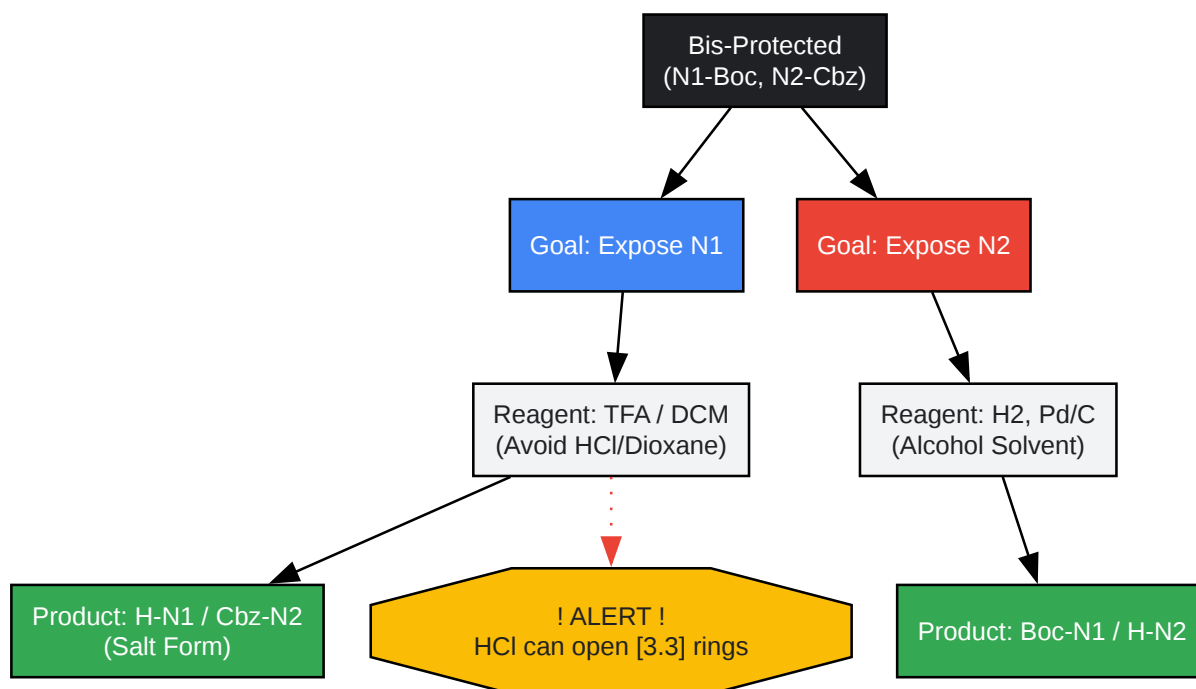 Bis-Protected
(N1-Boc, N2-Cbz)
Goal: Expose N1
Goal: Expose N2
Reagent: TFA / DCM
(Avoid HCl/Dioxane)
Reagent: H2, Pd/C
(Alcohol Solvent)
Product: H-N1 / Cbz-N2
(Salt Form)
! ALERT !
HCl can open [3.3] rings
Product: Boc-N1 / H-N2